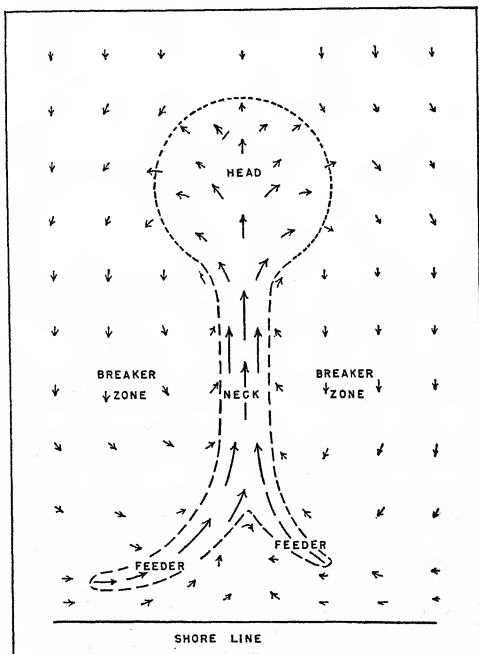 HEAD
BREAKER
ZONE
NECK
BREAKER
ZONE
FEEDER
FEEDER
SHORE LINE